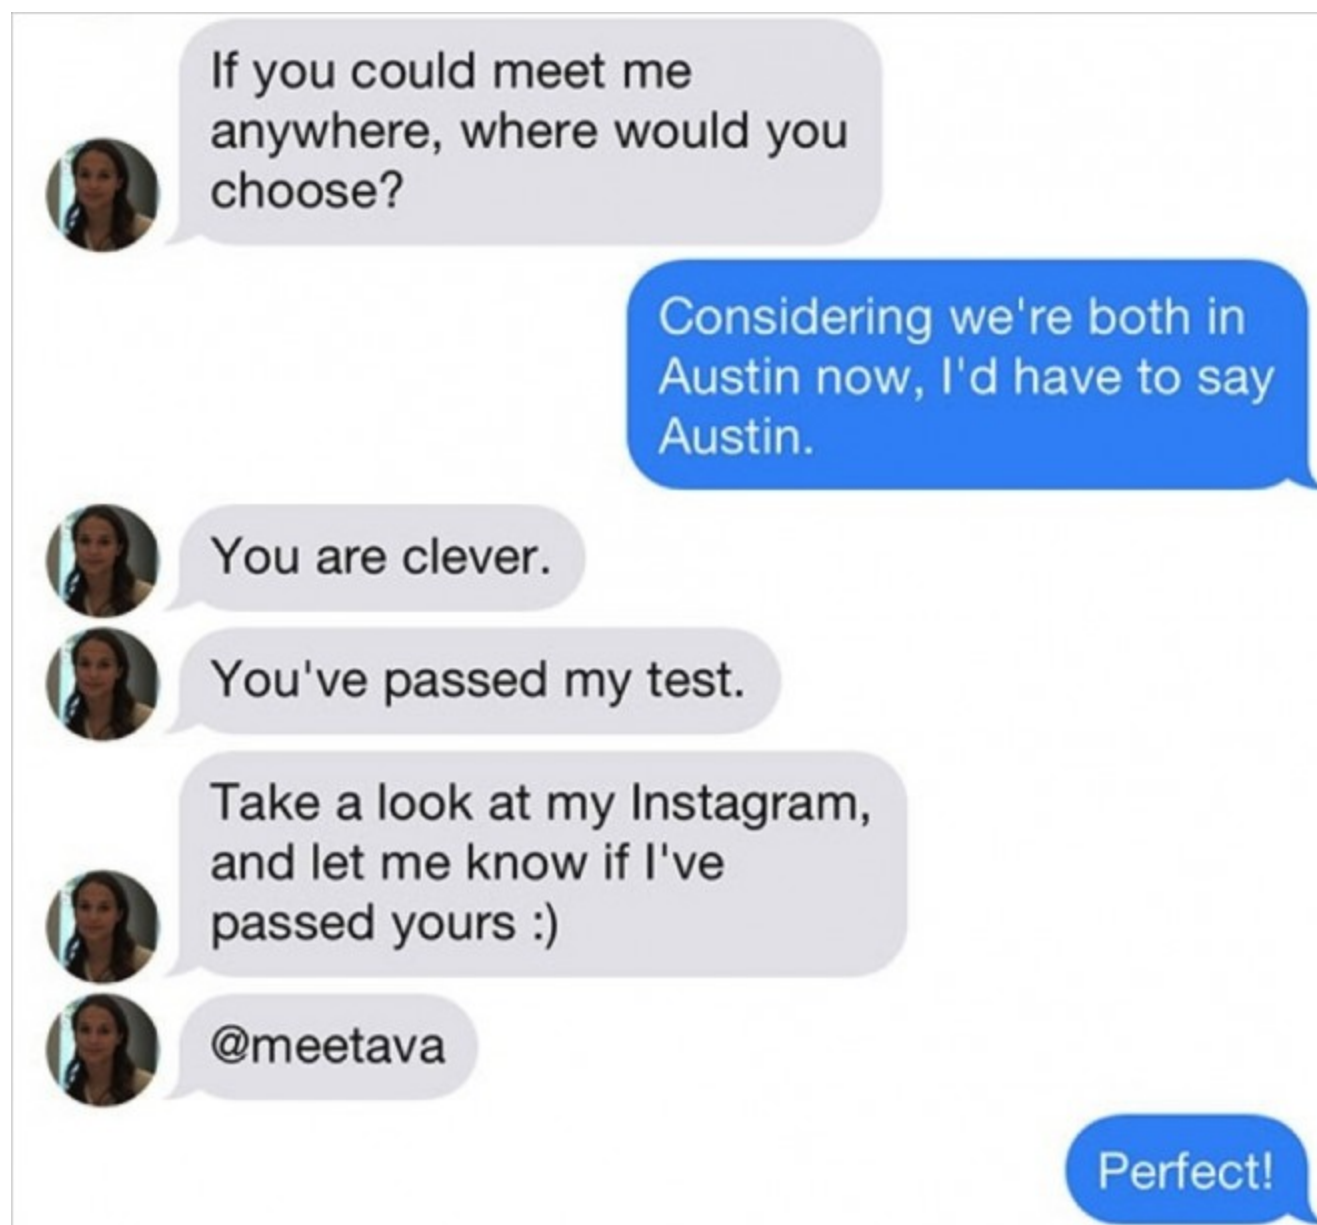 If you could meet me
anywhere, where would you
choose?
Considering we're both in
Austin now, I'd have to say
Austin.
You are clever.
You've passed my test.
Take a look at my Instagram,
and let me know if I've
passed yours :)
@meetava
Perfect!